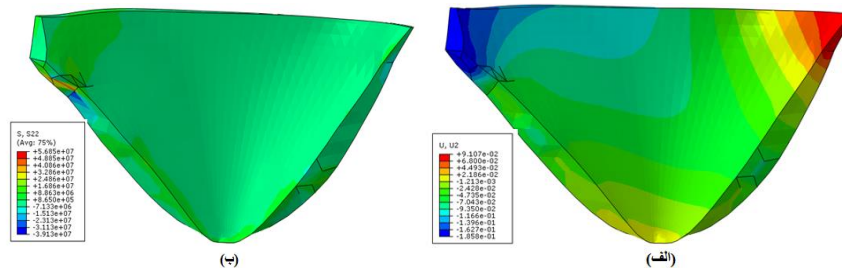 S, S22
(Avg: 75%)
+5.685e+07
+4.885e+07
+4.086e+07
+3.286e+07
+2.486e+07
+1.686e+07
+8.863e+06
+8.650e+05
-7.133e+06
-1.513e+07
-2.313e+07
-3.113e+07
-3.913e+07
(ب)
U, U2
+9.107e-02
+6.800e-02
+4.493e-02
+2.186e-02
-1.213e-03
-2.428e-02
-4.735e-02
-7.043e-02
-9.350e-02
-1.166e-01
-1.396e-01
-1.627e-01
-1.858e-01
(الف)